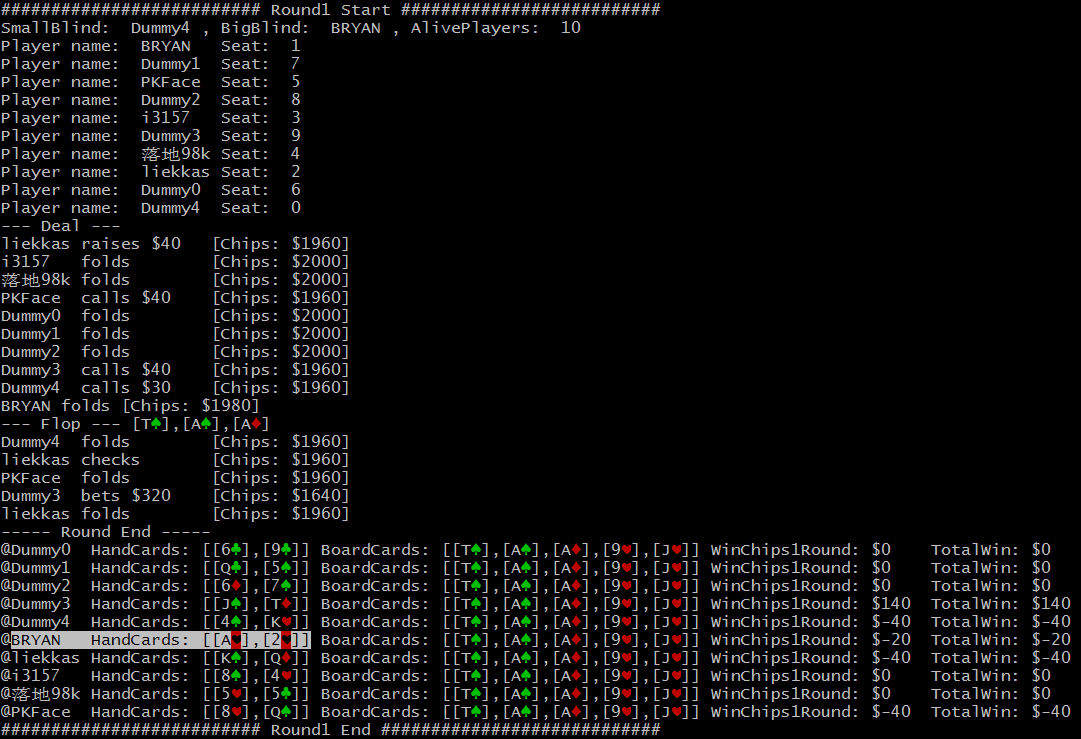 ########################## Round1 Start ##########################
SmallBlind:  Dummy4 , BigBlind:  BRYAN , AlivePlayers:  10
Player name:  BRYAN   Seat:  1
Player name:  Dummy1  Seat:  7
Player name:  PKFace  Seat:  5
Player name:  Dummy2  Seat:  8
Player name:  i3157   Seat:  3
Player name:  Dummy3  Seat:  9
Player name:  落地98k Seat:  4
Player name:  liekkas Seat:  2
Player name:  Dummy0  Seat:  6
Player name:  Dummy4  Seat:  0
--- Deal ---
liekkas raises $40   [Chips: $1960]
i3157   folds        [Chips: $2000]
落地98k folds        [Chips: $2000]
PKFace  calls $40    [Chips: $1960]
Dummy0  folds        [Chips: $2000]
Dummy1  folds        [Chips: $2000]
Dummy2  folds        [Chips: $2000]
Dummy3  calls $40    [Chips: $1960]
Dummy4  calls $30    [Chips: $1960]
BRYAN folds [Chips: $1980]
--- Flop --- [T♠],[A♠],[A♦]
Dummy4  folds        [Chips: $1960]
liekkas checks       [Chips: $1960]
PKFace  folds        [Chips: $1960]
Dummy3  bets $320    [Chips: $1640]
liekkas folds        [Chips: $1960]
----- Round End -----
@Dummy0  HandCards: [[6♣],[9♣]] BoardCards: [[T♠],[A♠],[A♦],[9♥],[J♥]] WinChips1Round: $0    TotalWin: $0
@Dummy1  HandCards: [[Q♣],[5♠]] BoardCards: [[T♠],[A♠],[A♦],[9♥],[J♥]] WinChips1Round: $0    TotalWin: $0
@Dummy2  HandCards: [[6♦],[7♠]] BoardCards: [[T♠],[A♠],[A♦],[9♥],[J♥]] WinChips1Round: $0    TotalWin: $0
@Dummy3  HandCards: [[J♠],[T♦]] BoardCards: [[T♠],[A♠],[A♦],[9♥],[J♥]] WinChips1Round: $140  TotalWin: $140
@Dummy4  HandCards: [[4♠],[K♥]] BoardCards: [[T♠],[A♠],[A♦],[9♥],[J♥]] WinChips1Round: $-40  TotalWin: $-40
@BRYAN   HandCards: [[A♥],[2♥]] BoardCards: [[T♠],[A♠],[A♦],[9♥],[J♥]] WinChips1Round: $-20  TotalWin: $-20
@liekkas HandCards: [[K♠],[Q♦]] BoardCards: [[T♠],[A♠],[A♦],[9♥],[J♥]] WinChips1Round: $-40  TotalWin: $-40
@i3157   HandCards: [[8♠],[4♥]] BoardCards: [[T♠],[A♠],[A♦],[9♥],[J♥]] WinChips1Round: $0    TotalWin: $0
@落地98k HandCards: [[5♥],[5♣]] BoardCards: [[T♠],[A♠],[A♦],[9♥],[J♥]] WinChips1Round: $0    TotalWin: $0
@PKFace  HandCards: [[8♥],[Q♠]] BoardCards: [[T♠],[A♠],[A♦],[9♥],[J♥]] WinChips1Round: $-40  TotalWin: $-40
########################## Round1 End ############################